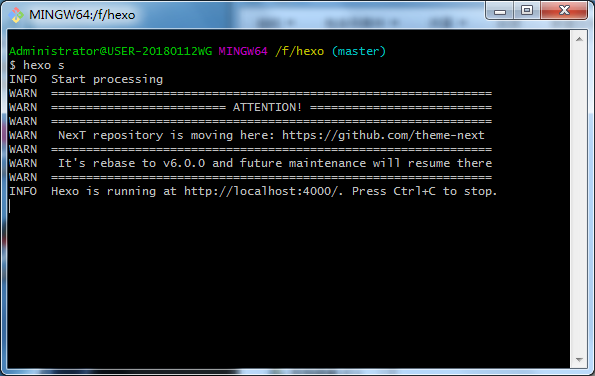 MINGW64:/f/hexo
Administrator@USER-20180112WG MINGW64 /f/hexo (master)
$ hexo s
INFO  Start processing
WARN  ===============================================================
WARN  ========================= ATTENTION! ==========================
WARN  ===============================================================
WARN   NexT repository is moving here: https://github.com/theme-next
WARN  ===============================================================
WARN   It's rebase to v6.0.0 and future maintenance will resume there
WARN  ===============================================================
INFO  Hexo is running at http://localhost:4000/. Press Ctrl+C to stop.